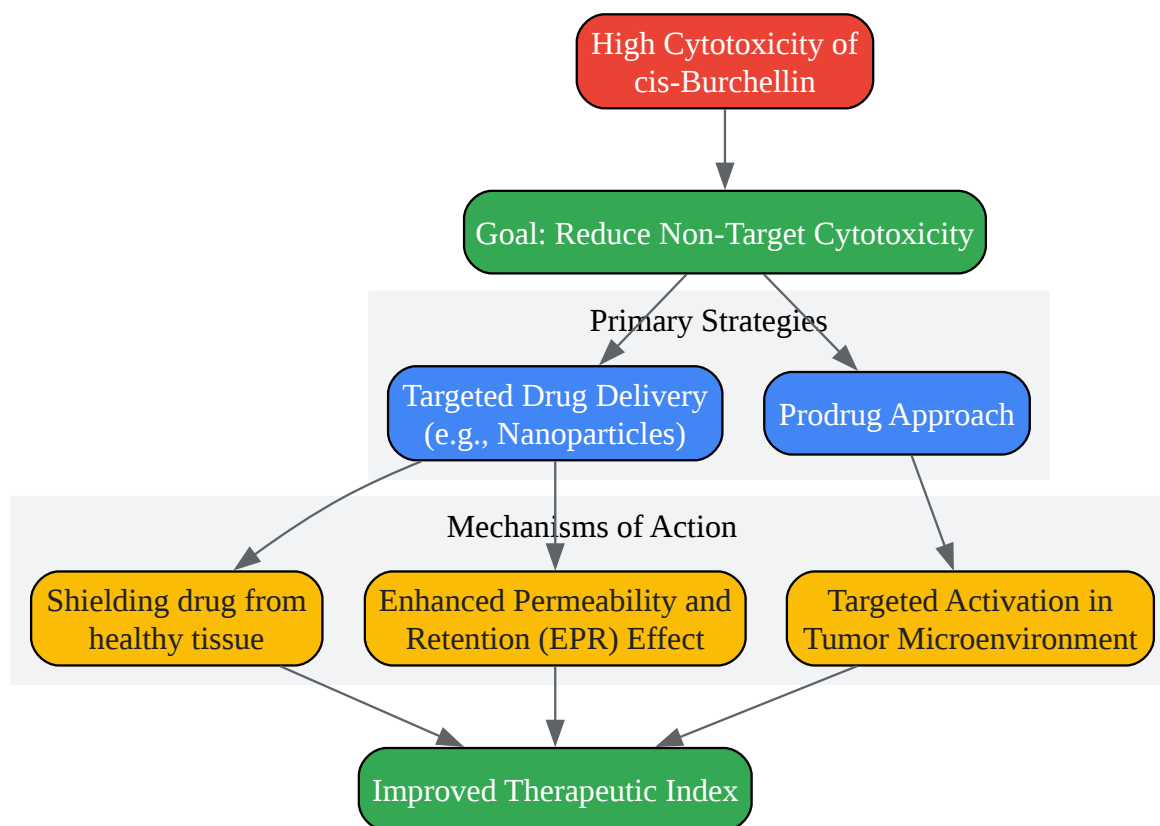 High Cytotoxicity of
cis-Burchellin
Goal: Reduce Non-Target Cytotoxicity
Primary Strategies
Targeted Drug Delivery
(e.g., Nanoparticles)
Prodrug Approach
Mechanisms of Action
Shielding drug from
healthy tissue
Enhanced Permeability and
Retention (EPR) Effect
Targeted Activation in
Tumor Microenvironment
Improved Therapeutic Index